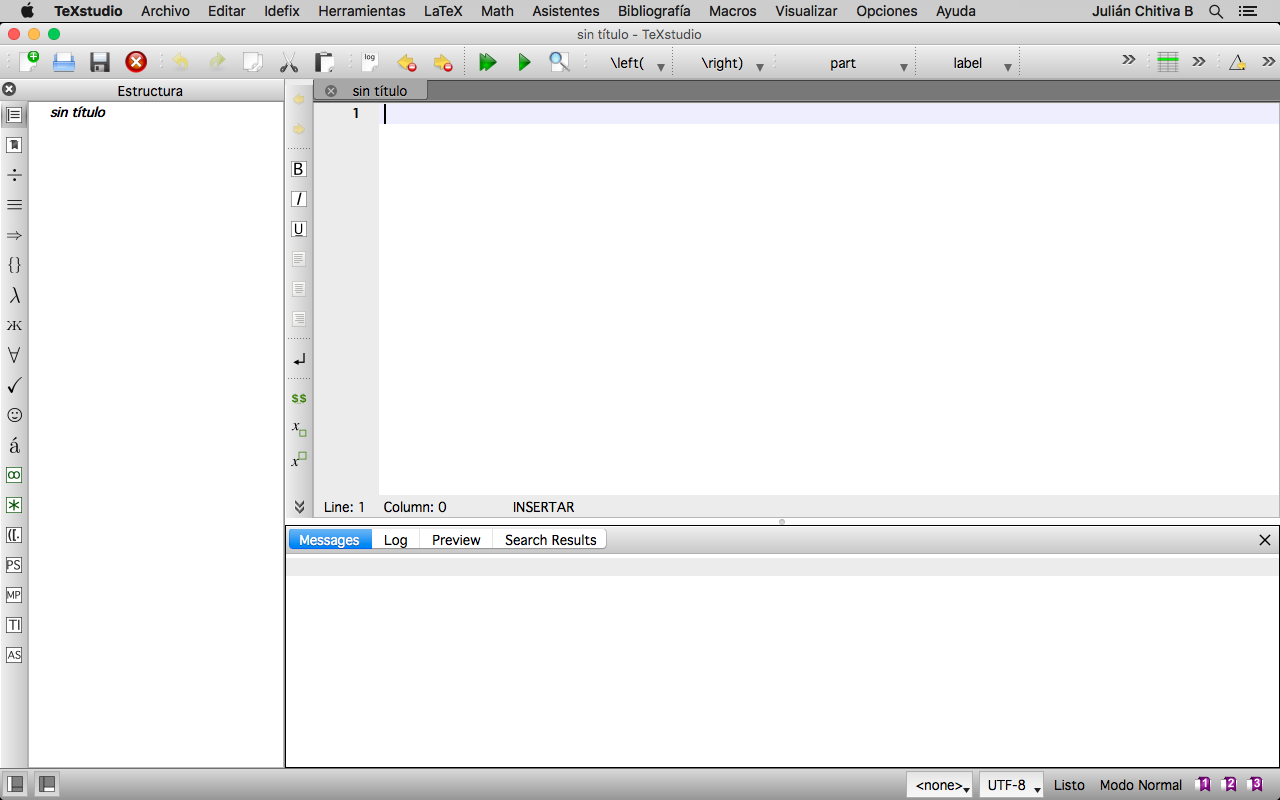 TeXstudio Archivo Editar Idefix Herramientas LaTeX Math Asistentes Bibliografía Macros Visualizar Opciones Ayuda Julián Chitiva B
sin título - TeXstudio
log \left( \right) part label
Estructura
sin título
sin título
1
B
I
U
$$
x
x
{}
λ
ж
∀
á
([.
PS
MP
TI
AS
Line: 1 Column: 0 INSERTAR
Messages Log Preview Search Results
<none> UTF-8 Listo Modo Normal 1 2 3